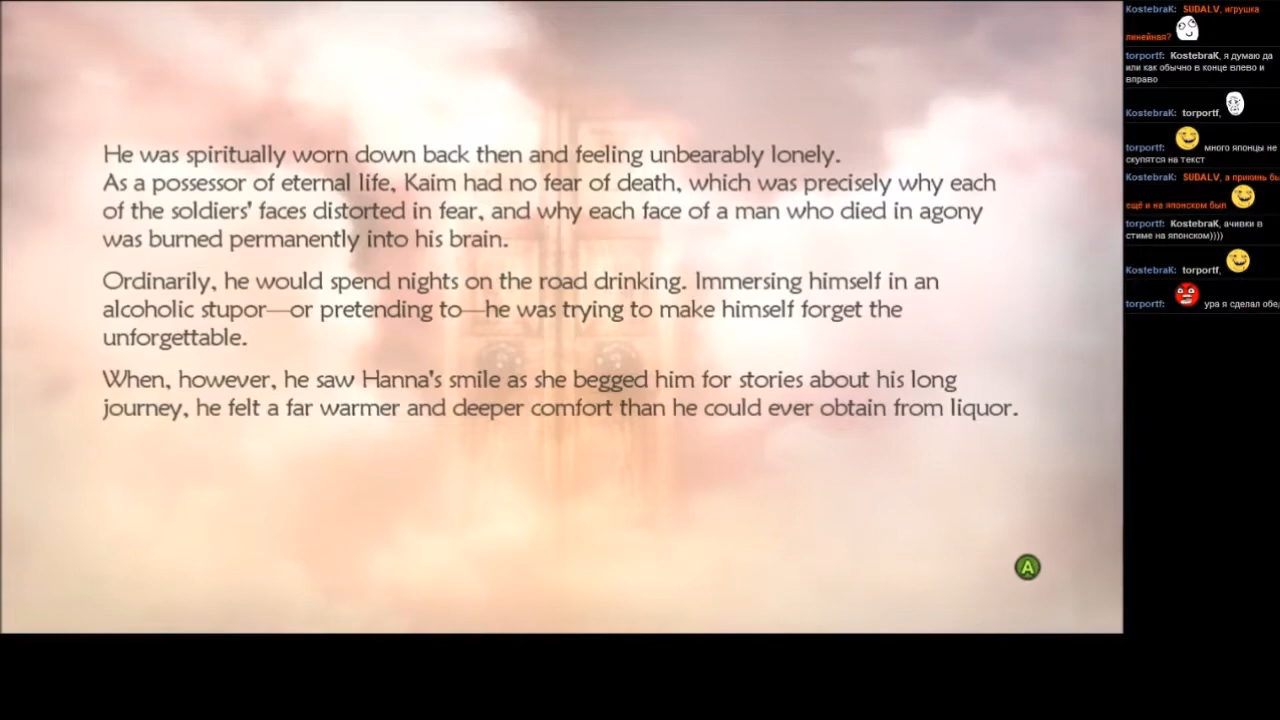 He was spiritually worn down back then and feeling unbearably lonely.
As a possessor of eternal life, Kaim had no fear of death, which was precisely why each
of the soldiers' faces distorted in fear, and why each face of a man who died in agony
was burned permanently into his brain.
Ordinarily, he would spend nights on the road drinking. Immersing himself in an
alcoholic stupor—or pretending to—he was trying to make himself forget the
unforgettable.
When, however, he saw Hanna's smile as she begged him for stories about his long
journey, he felt a far warmer and deeper comfort than he could ever obtain from liquor.
A
KostebraK: SUDALV, игрушка
линейная?
torportf: KostebraK, я думаю да
или как обычно в конце влево и
вправо
KostebraK: torportf,
torportf: много японцы не
скупятся на текст
KostebraK: SUDALV, а прикинь бы
ещё и на японском был
torportf: KostebraK, ачивки в
стиме на японском))))
KostebraK: torportf,
torportf: ура я сделал обе